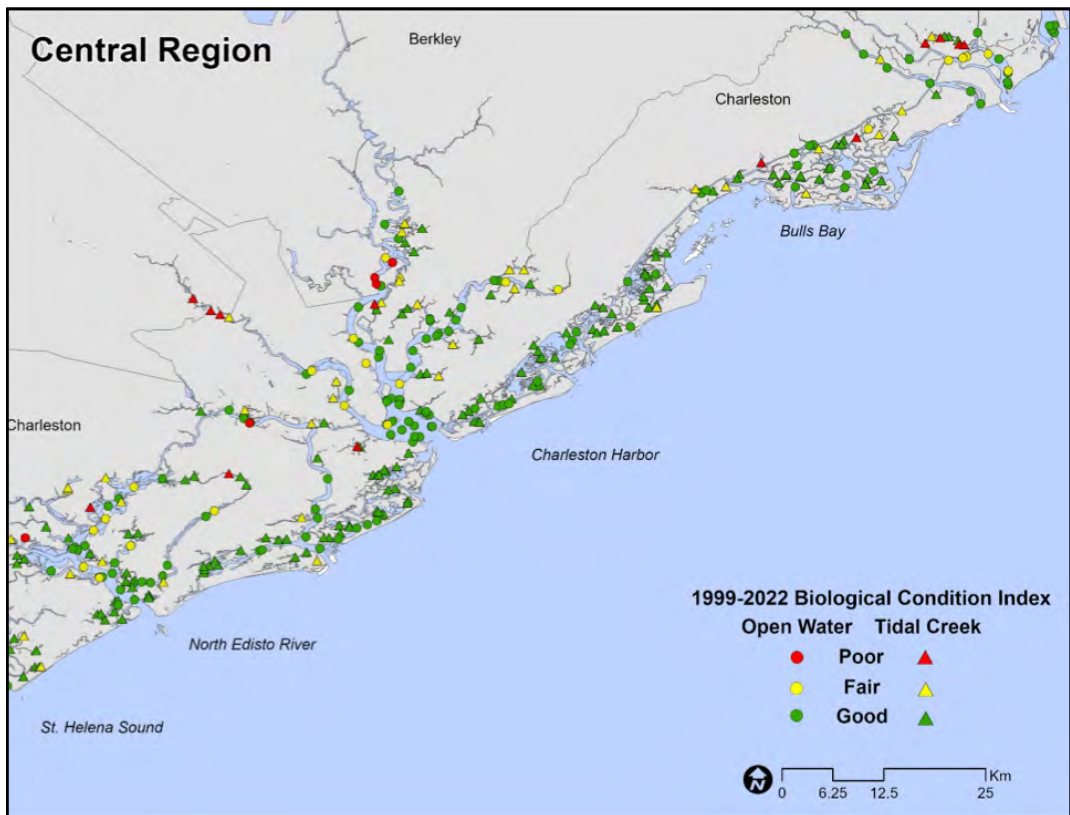 Central Region
Berkley
Charleston
Bulls Bay
Charleston
Charleston Harbor
North Edisto River
St. Helena Sound
1999-2022 Biological Condition Index
Open Water Tidal Creek
Poor
Fair
Good
N
Km
0 6.25 12.5 25